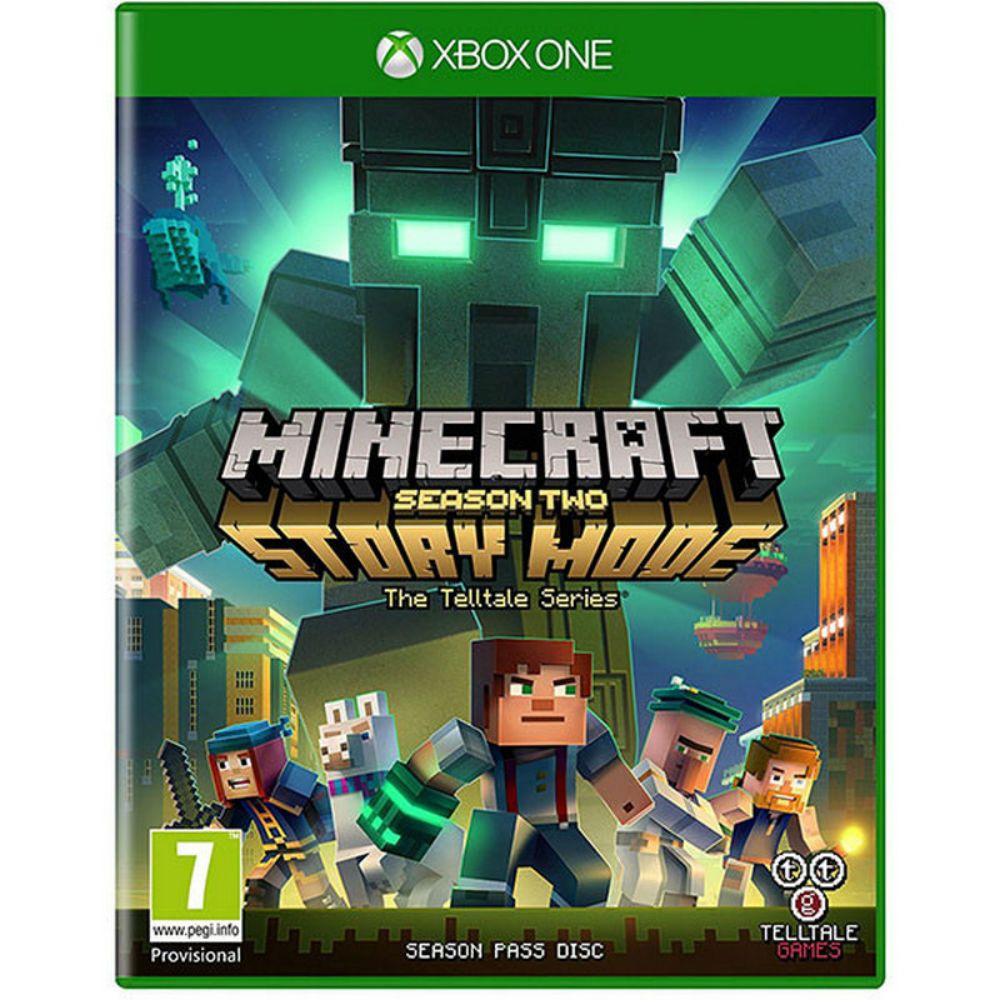 XBOX ONE
MINECRAFT
SEASON TWO
STORY MODE
The Telltale Series
7
www.pegi.info
Provisional
SEASON PASS DISC
t t
g
TELLTALE
GAMES